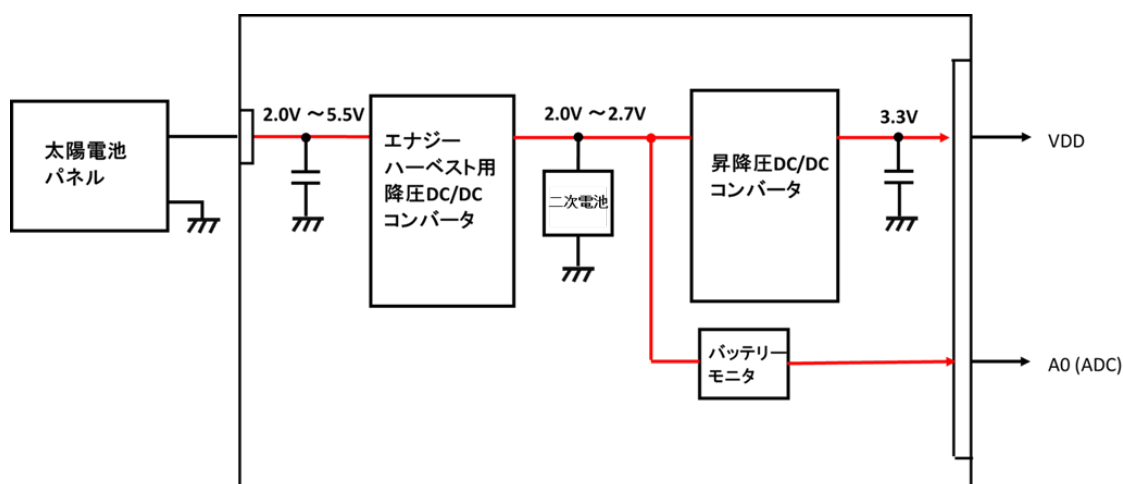 太陽電池
パネル
2.0V ～5.5V
エナジー
ハーベスト用
降圧DC/DC
コンバータ
2.0V～2.7V
二次電池
昇降圧DC/DC
コンバータ
3.3V
VDD
バッテリー
モニタ
A0 (ADC)